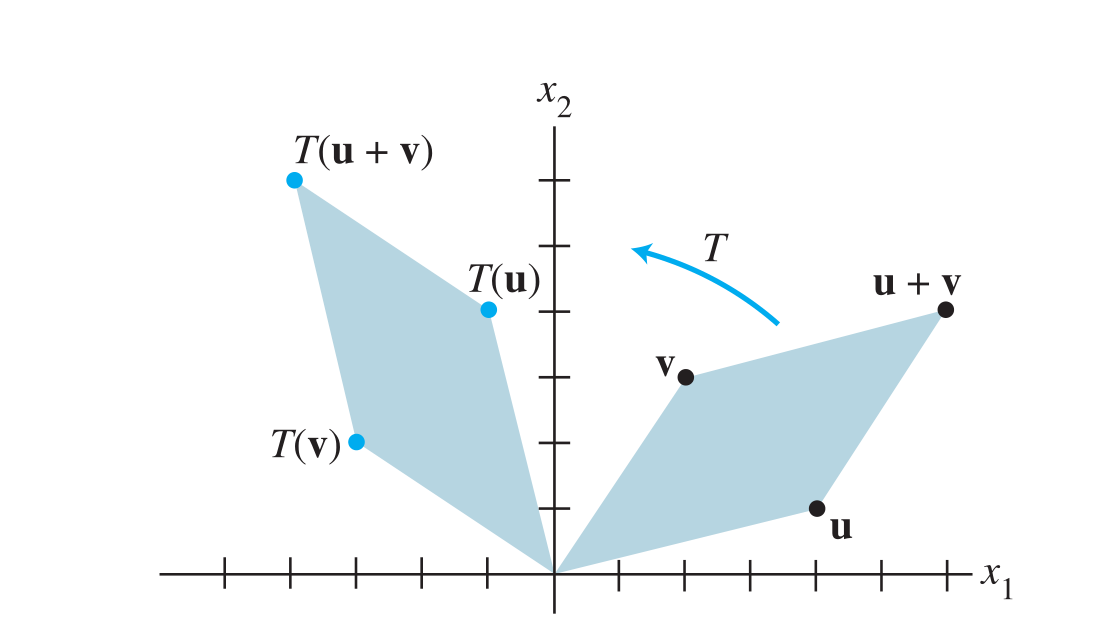 x₂
T(u + v)
T
T(u)
u + v
v
T(v)
u
x₁